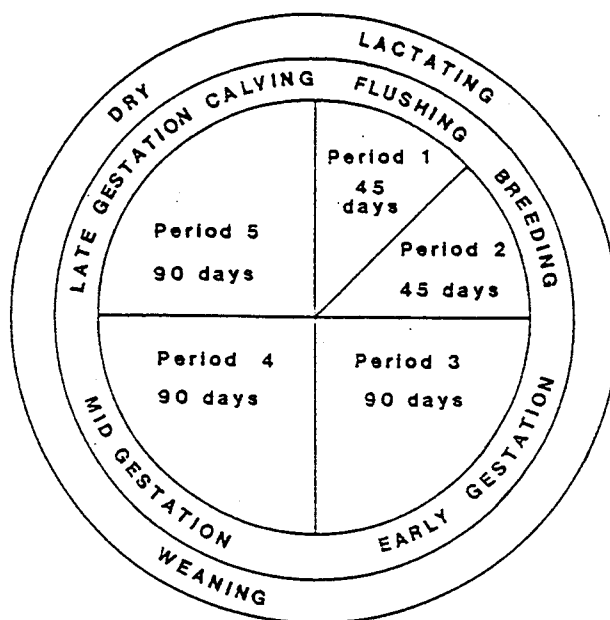 LACTATING
DRY
WEANING
CALVING
FLUSHING
BREEDING
EARLY GESTATION
MID GESTATION
LATE GESTATION
Period 1
45
days
Period 2
45 days
Period 3
90 days
Period 4
90 days
Period 5
90 days